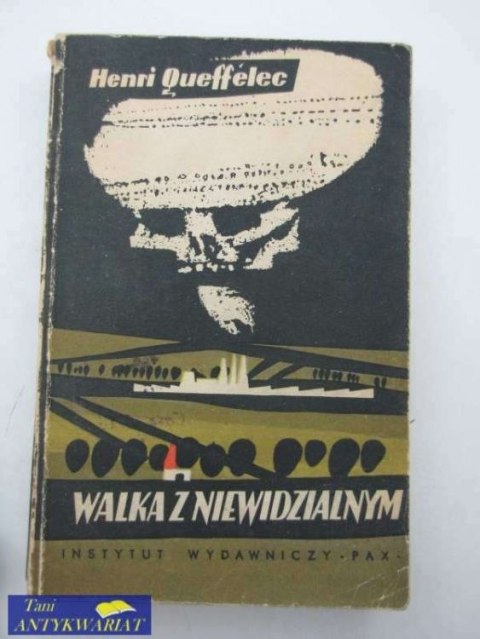 Henri Queffélec
WALKA Z NIEWIDZIALNYM
INSTYTUT WYDAWNICZY · PAX ·
Tani
ANTYKWARIAT